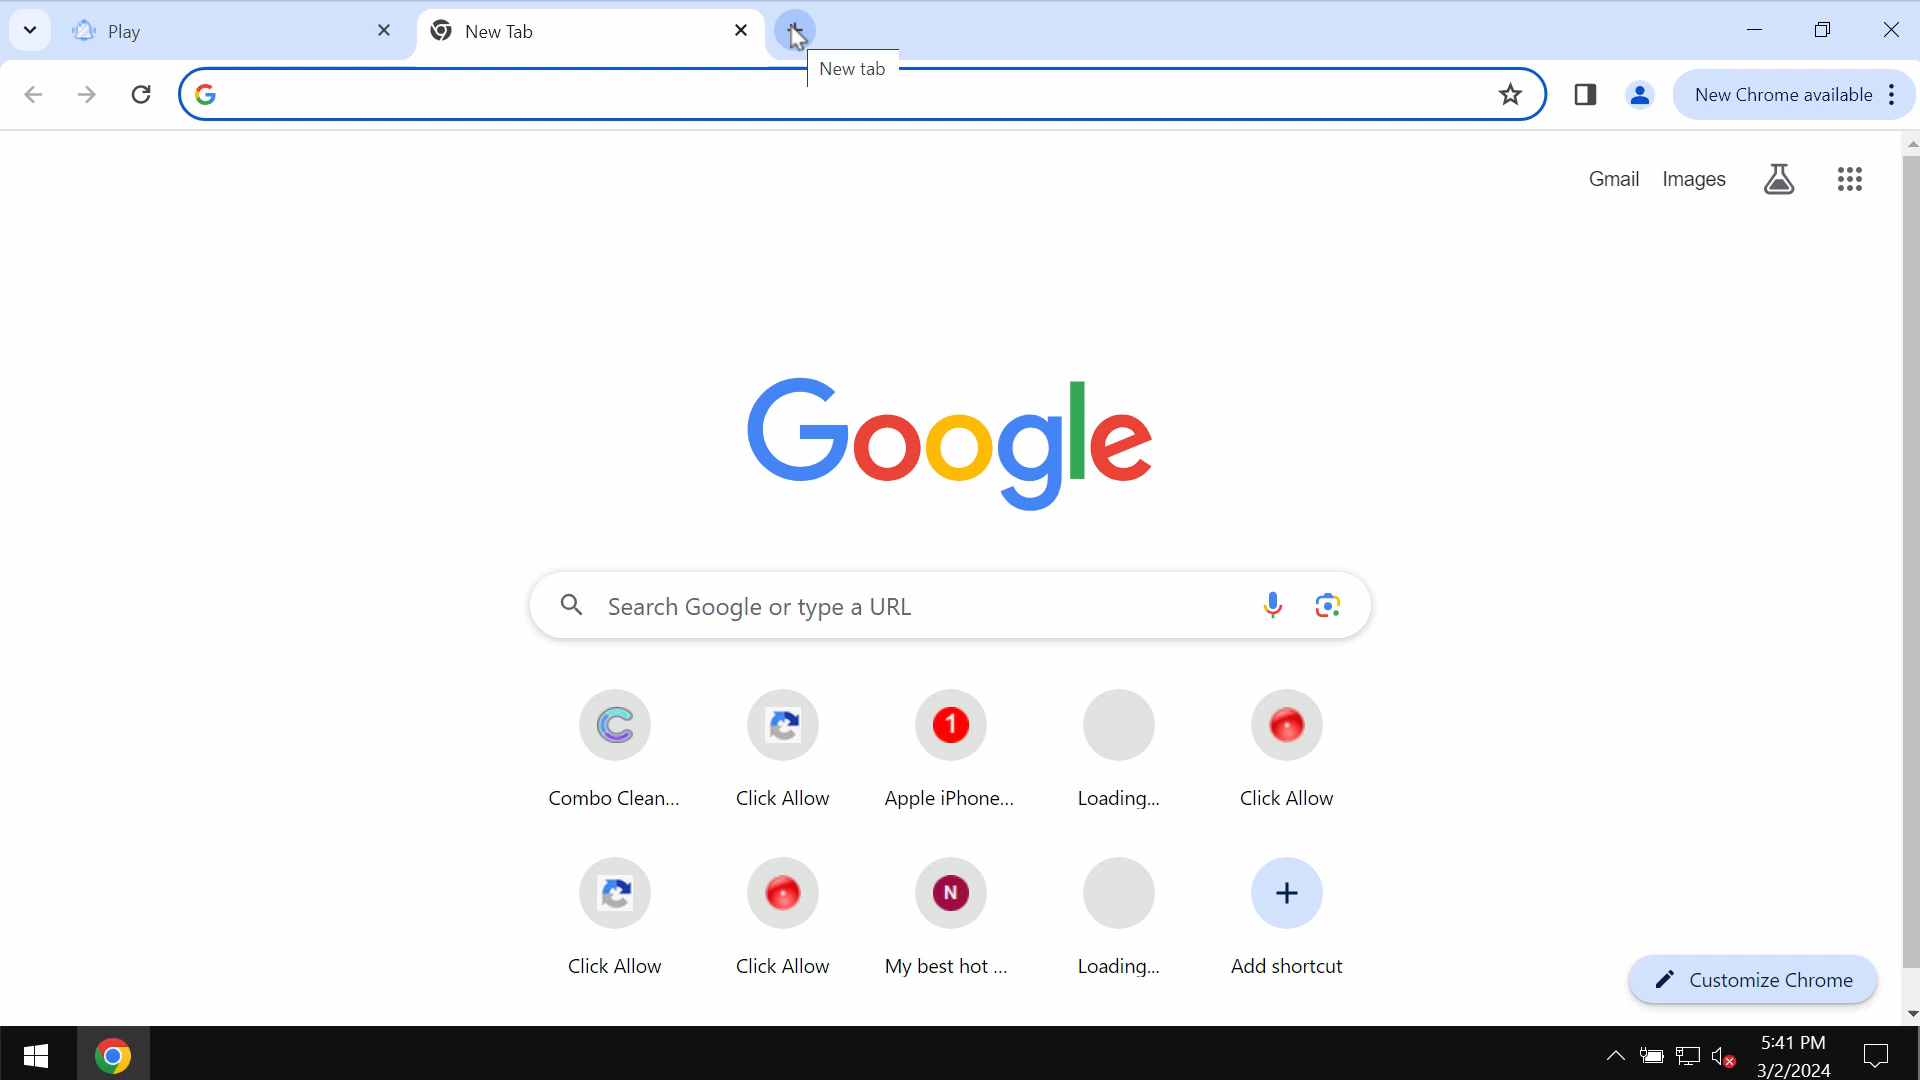 Play
New Tab
New tab
New Chrome available
Gmail
Images
Google
Search Google or type a URL
Combo Clean...
Click Allow
1
Apple iPhone...
Loading...
Click Allow
Click Allow
Click Allow
N
My best hot ...
Loading...
Add shortcut
Customize Chrome
5:41 PM
3/2/2024